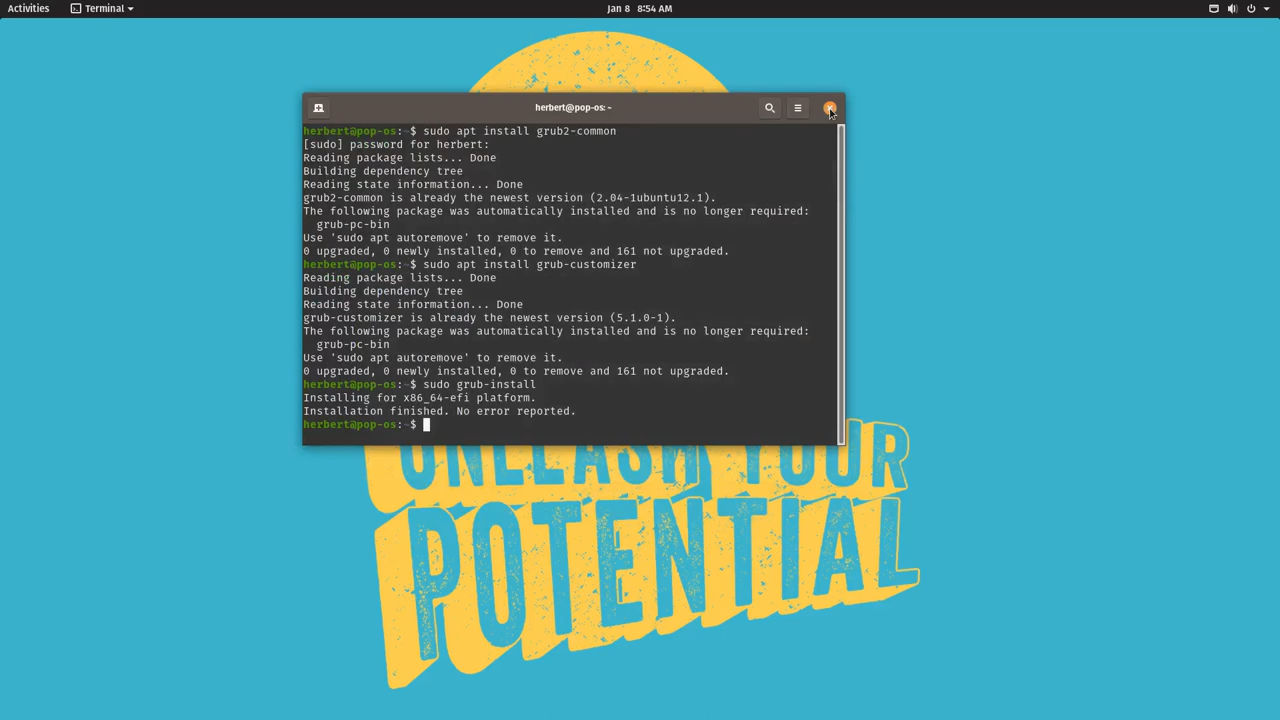 Activities Terminal Jan 8 8:54 AM
herbert@pop-os: ~
herbert@pop-os:~$ sudo apt install grub2-common
[sudo] password for herbert:
Reading package lists... Done
Building dependency tree
Reading state information... Done
grub2-common is already the newest version (2.04-1ubuntu12.1).
The following package was automatically installed and is no longer required:
  grub-pc-bin
Use 'sudo apt autoremove' to remove it.
0 upgraded, 0 newly installed, 0 to remove and 161 not upgraded.
herbert@pop-os:~$ sudo apt install grub-customizer
Reading package lists... Done
Building dependency tree
Reading state information... Done
grub-customizer is already the newest version (5.1.0-1).
The following package was automatically installed and is no longer required:
  grub-pc-bin
Use 'sudo apt autoremove' to remove it.
0 upgraded, 0 newly installed, 0 to remove and 161 not upgraded.
herbert@pop-os:~$ sudo grub-install
Installing for x86_64-efi platform.
Installation finished. No error reported.
herbert@pop-os:~$
UNLEASH YOUR
POTENTIAL